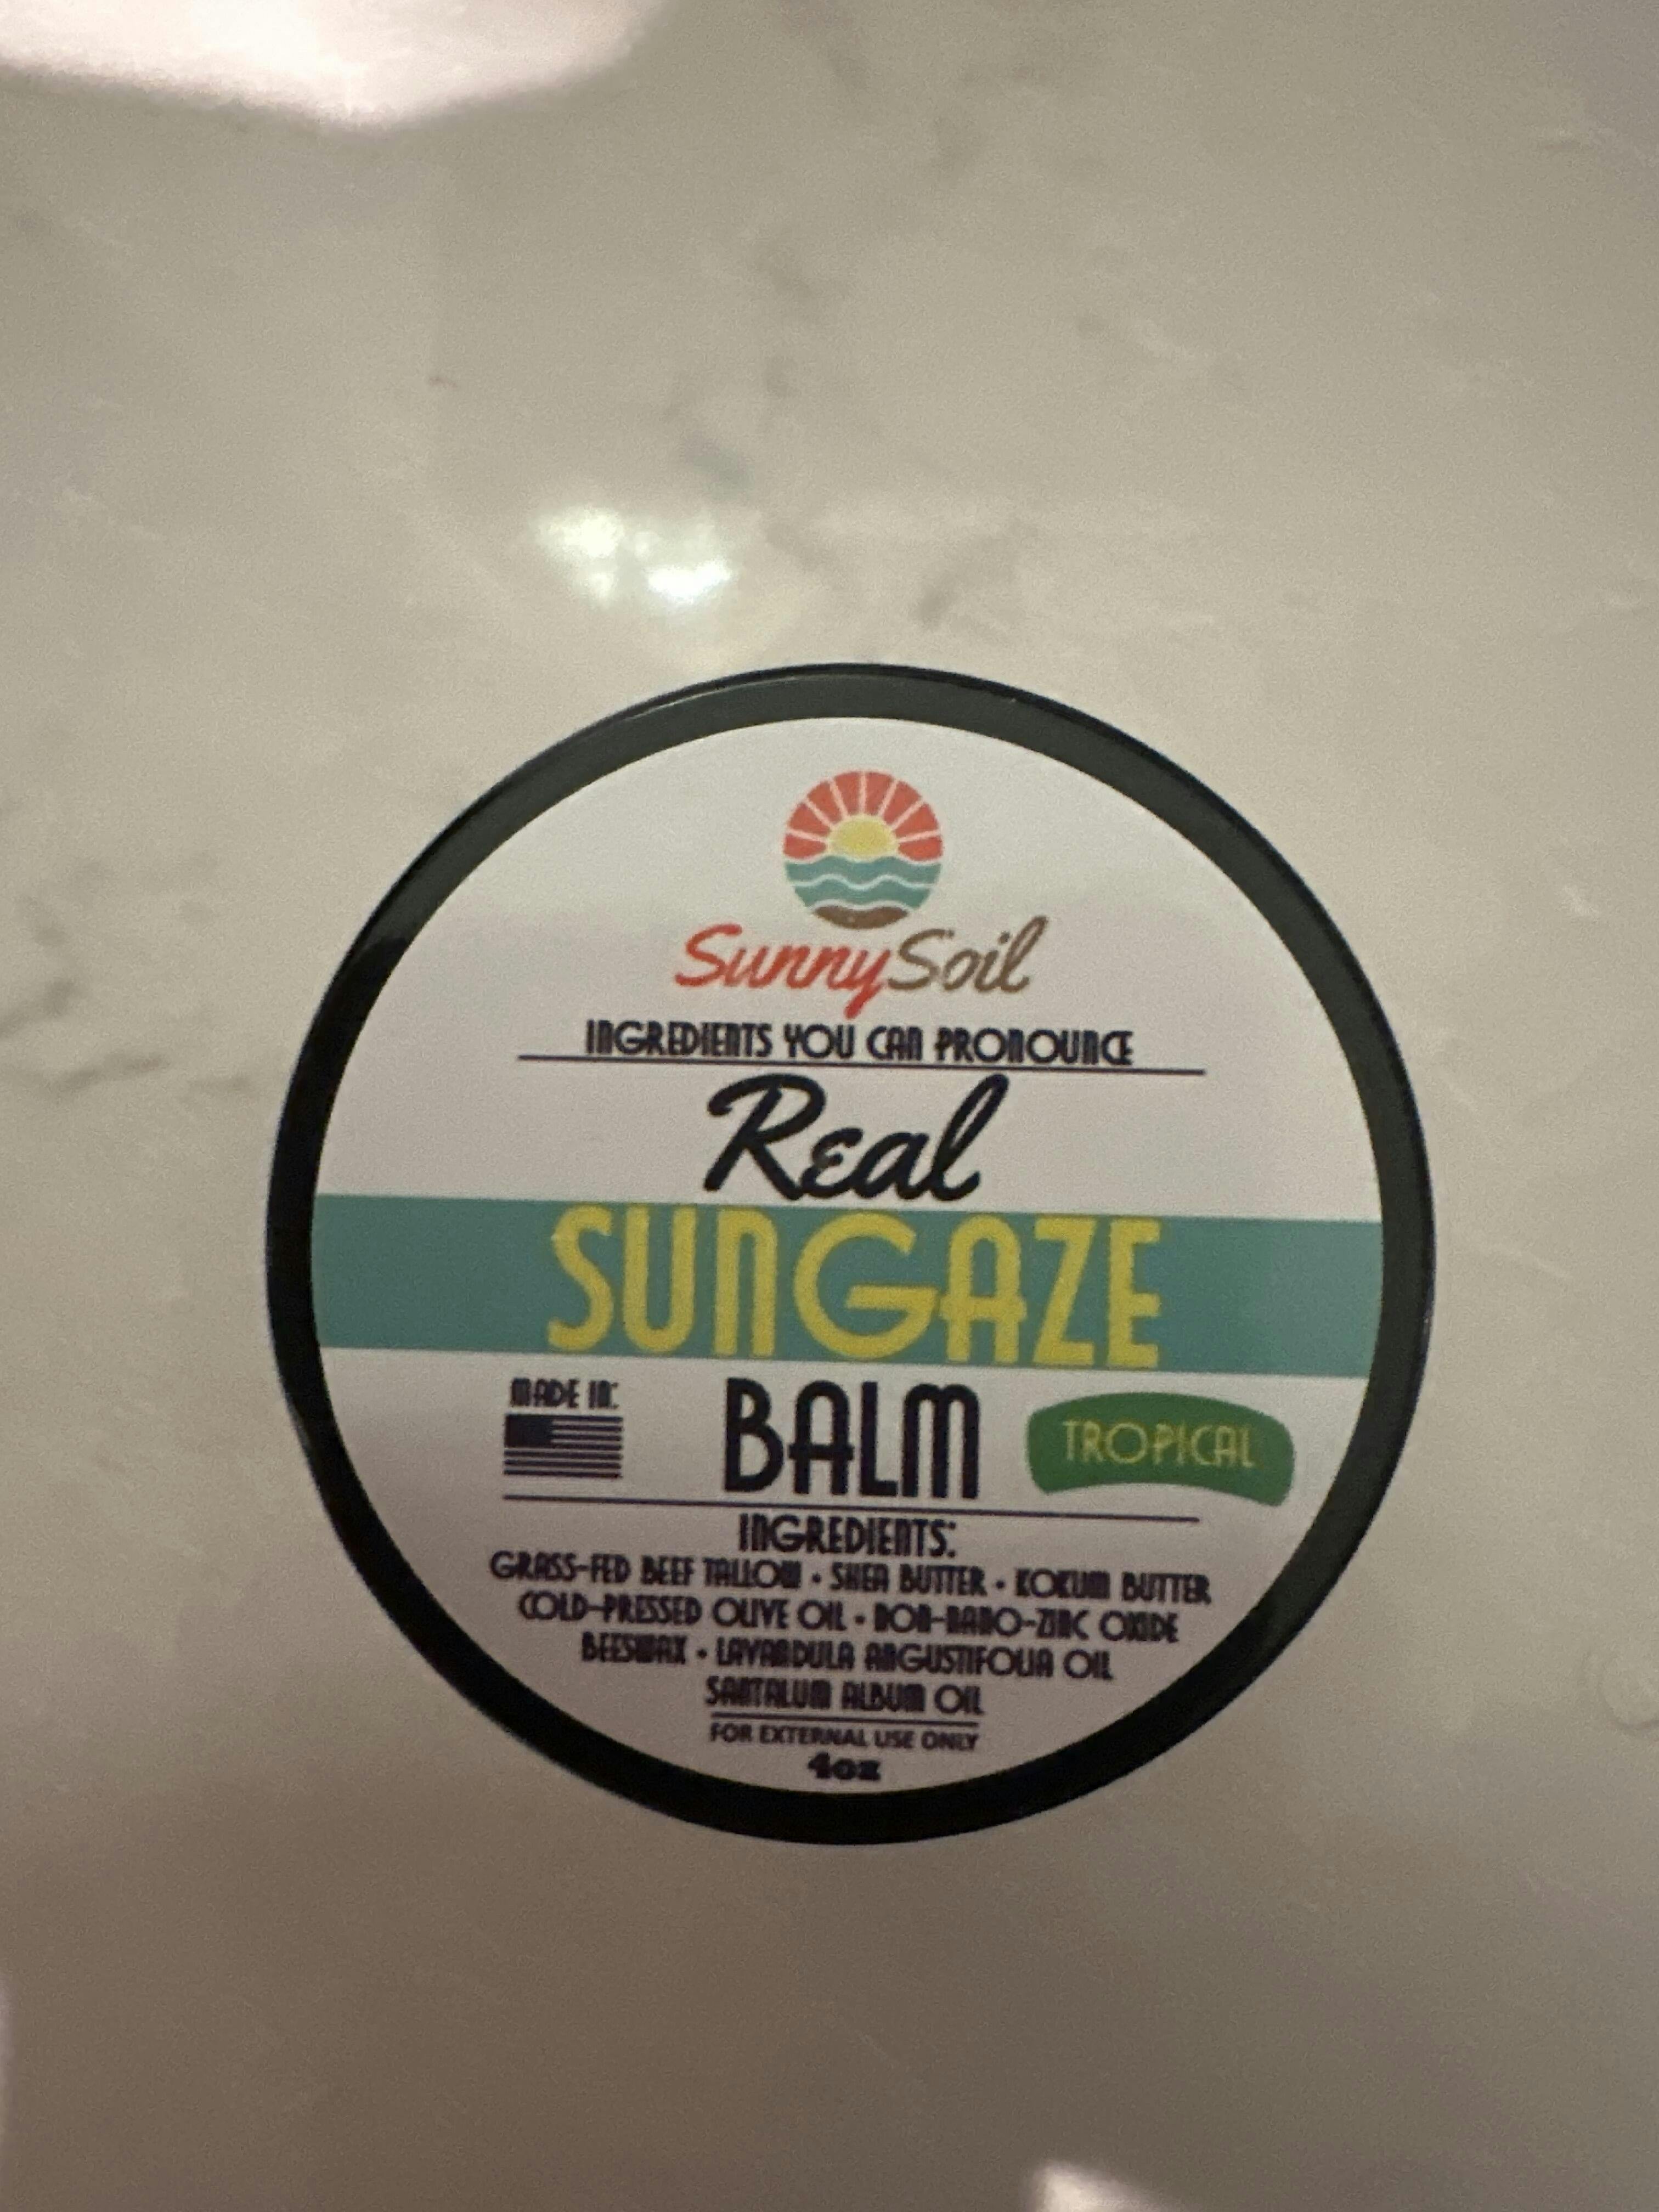 SunnySoil
INGREDIENTS YOU CAN PRONOUNCE
Real
SUNGAZE
MADE IN:
BALM
TROPICAL
INGREDIENTS:
GRASS-FED BEEF TALLOW • SHEA BUTTER • KOKUM BUTTER
COLD-PRESSED OLIVE OIL • NON-NANO-ZINC OXIDE
BEESWAX • LAVANDULA ANGUSTIFOLIA OIL
SANTALUM ALBUM OIL
FOR EXTERNAL USE ONLY
4oz